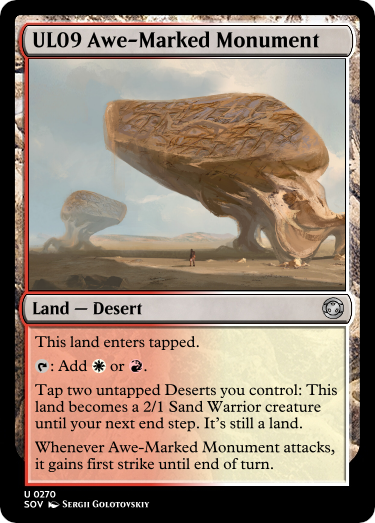 UL09 Awe-Marked Monument
Land — Desert
This land enters tapped.
: Add or .
Tap two untapped Deserts you control: This
land becomes a 2/1 Sand Warrior creature
until your next end step. It's still a land.
Whenever Awe-Marked Monument attacks,
it gains first strike until end of turn.
U 0270
SOV Sergii Golotovskiy